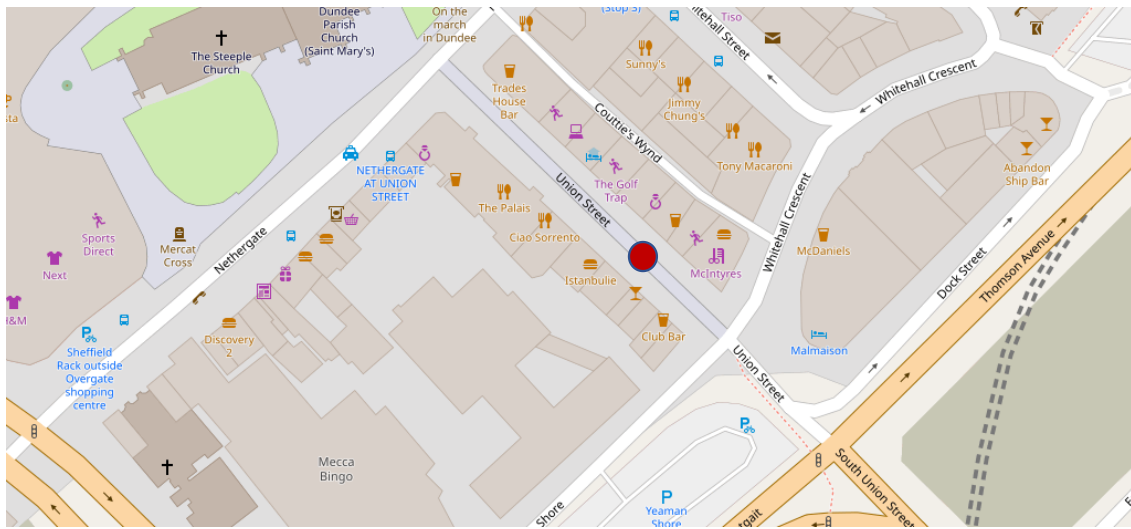 Dundee
Parish
Church
(Saint Mary's)
The Steeple
Church
On the
march
in Dundee
(Stop S)
Tiso
Whitehall Street
Sunny's
Jimmy
Chung's
Tony Macaroni
Trades
House
Bar
Couttie's Wynd
Whitehall Crescent
Abandon
Ship Bar
NETHERGATE
AT UNION
STREET
The Palais
Ciao Sorrento
Union Street
The Golf
Trap
McIntyres
Istanbulie
Club Bar
Whitehall Crescent
McDaniels
Malmaison
Dock Street
Thomson Avenue
Sports
Direct
Next
H&M
Mercat
Cross
Nethergate
Discovery
2
Sheffield
Rack outside
Overgate
shopping
centre
Mecca
Bingo
Union Street
South Union Street
Shore
P
Yeaman
Shore